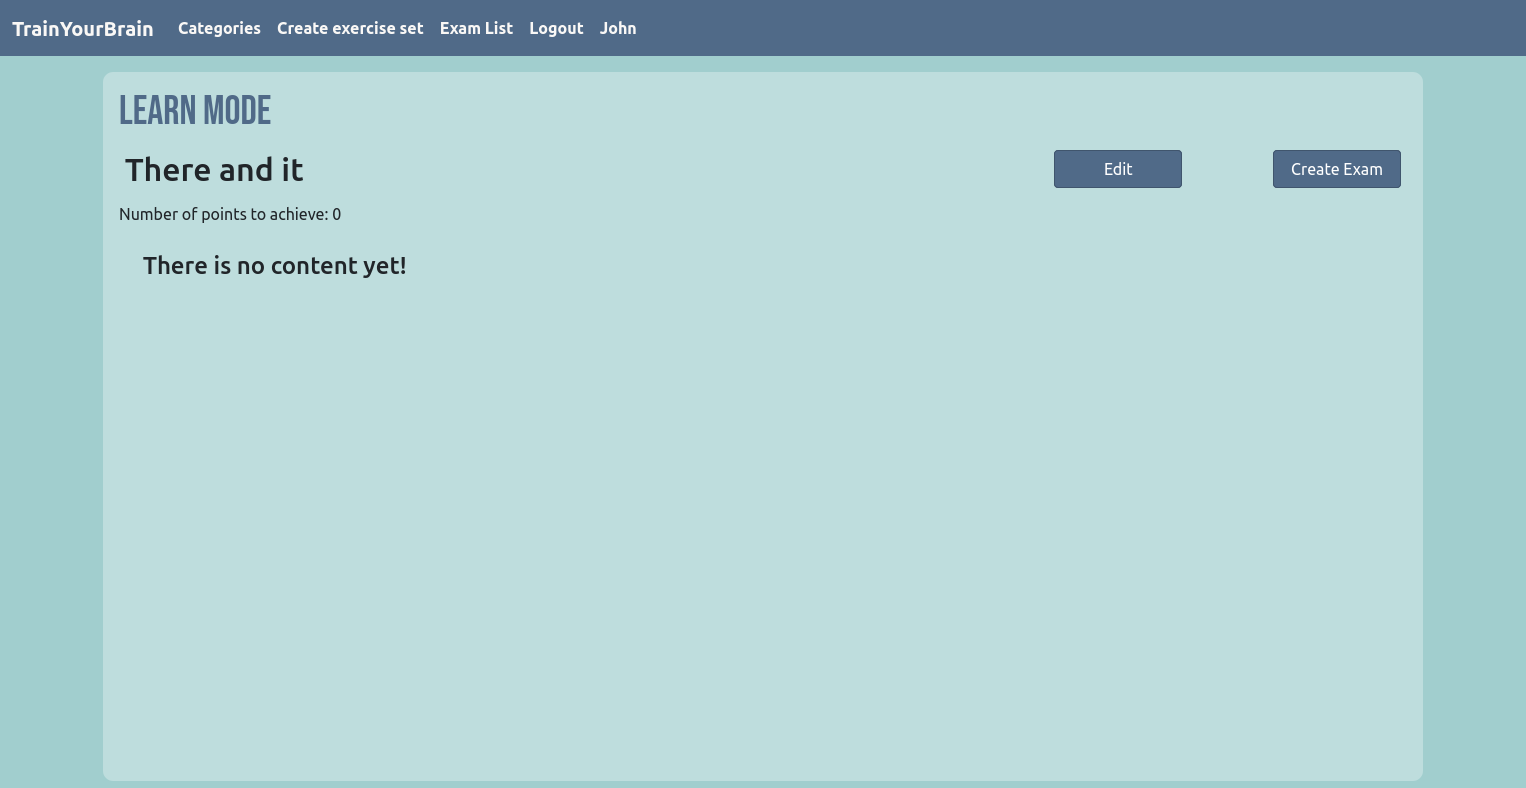 TrainYourBrain Categories Create exercise set Exam List Logout John
LEARN MODE
There and it Edit Create Exam
Number of points to achieve: 0
There is no content yet!